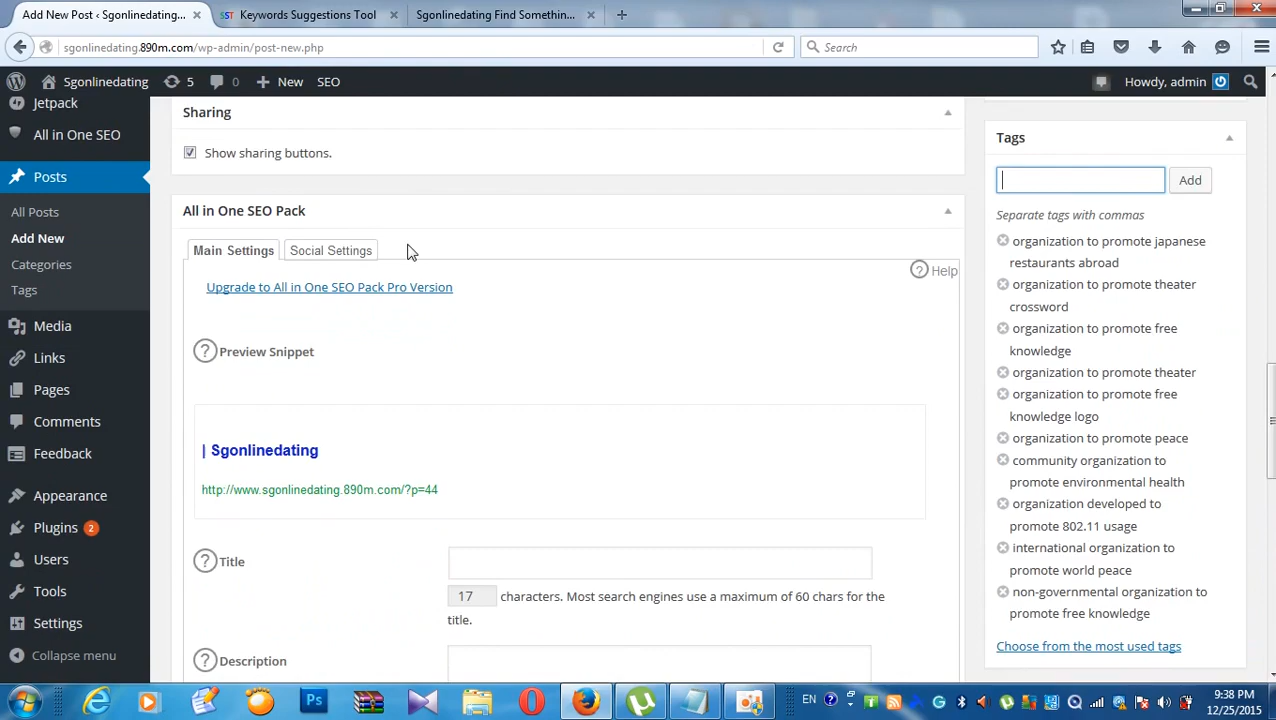 Add New Post ‹ Sgonlinedating...
Keywords Suggestions Tool
Sgonlinedating Find Somethin...
sgonlinedating.890m.com/wp-admin/post-new.php
Search
Sgonlinedating
5
0
New
SEO
Howdy, admin
Jetpack
All in One SEO
Posts
All Posts
Add New
Categories
Tags
Media
Links
Pages
Comments
Feedback
Appearance
Plugins 2
Users
Tools
Settings
Collapse menu
Sharing
Show sharing buttons.
All in One SEO Pack
Main Settings
Social Settings
Help
Upgrade to All in One SEO Pack Pro Version
Preview Snippet
| Sgonlinedating
http://www.sgonlinedating.890m.com/?p=44
Title
17 characters. Most search engines use a maximum of 60 chars for the
title.
Description
Tags
Add
Separate tags with commas
organization to promote japanese
restaurants abroad
organization to promote theater
crossword
organization to promote free
knowledge
organization to promote theater
organization to promote free
knowledge logo
organization to promote peace
community organization to
promote environmental health
organization developed to
promote 802.11 usage
international organization to
promote world peace
non-governmental organization to
promote free knowledge
Choose from the most used tags
Ps
EN
9:38 PM
12/25/2015